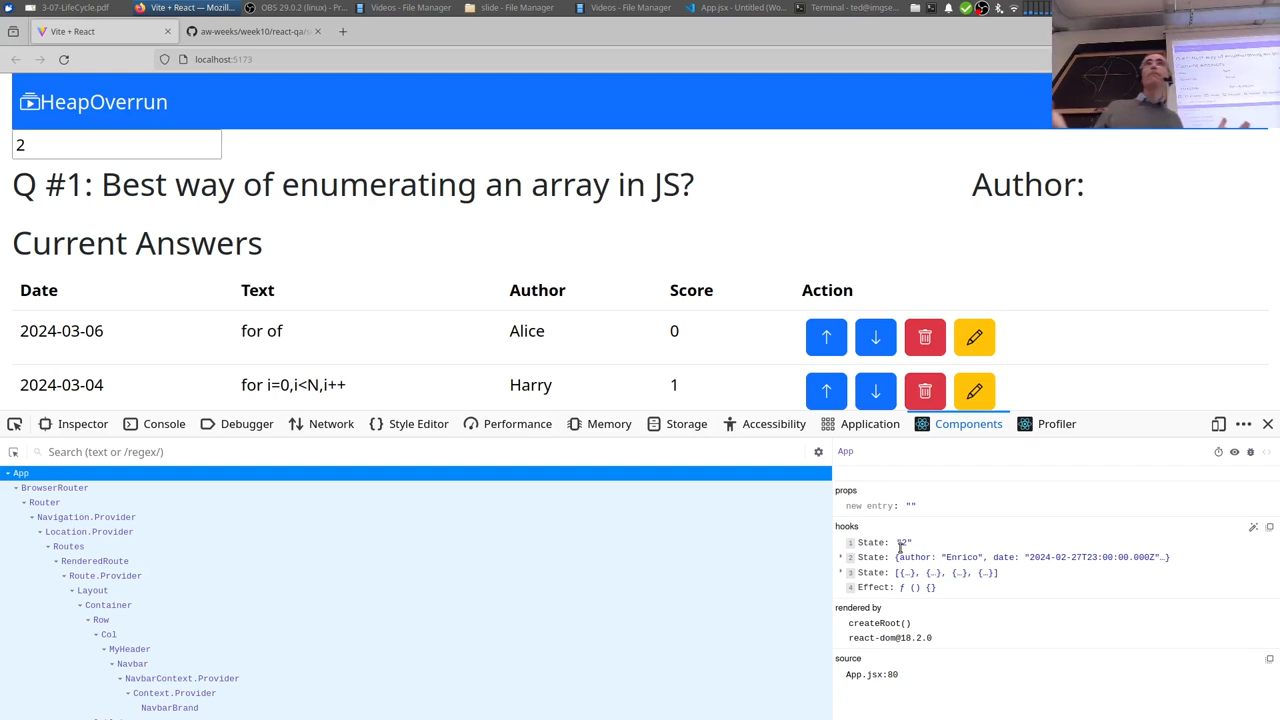 3-07-LifeCycle.pdf
Vite + React — Mozill...
OBS 29.0.2 (linux) - Pr...
Videos - File Manager
slide - File Manager
Videos - File Manager
App.jsx - Untitled (Wo...
Terminal - ted@imgse...
Vite + React
aw-weeks/week10/react-qa/s
localhost:5173
HeapOverrun
2
Q #1: Best way of enumerating an array in JS?
Author:
Current Answers
Date Text Author Score Action
2024-03-06 for of Alice 0
2024-03-04 for i=0,i<N,i++ Harry 1
Inspector Console Debugger Network Style Editor Performance Memory Storage Accessibility Application Components Profiler
Search (text or /regex/)
App
BrowserRouter
Router
Navigation.Provider
Location.Provider
Routes
RenderedRoute
Route.Provider
Layout
Container
Row
Col
MyHeader
Navbar
NavbarContext.Provider
Context.Provider
NavbarBrand
App
props
new entry: ""
hooks
1 State: "2"
2 State: {author: "Enrico", date: "2024-02-27T23:00:00.000Z"…}
3 State: [{…}, {…}, {…}, {…}]
4 Effect: ƒ () {}
rendered by
createRoot()
react-dom@18.2.0
source
App.jsx:80